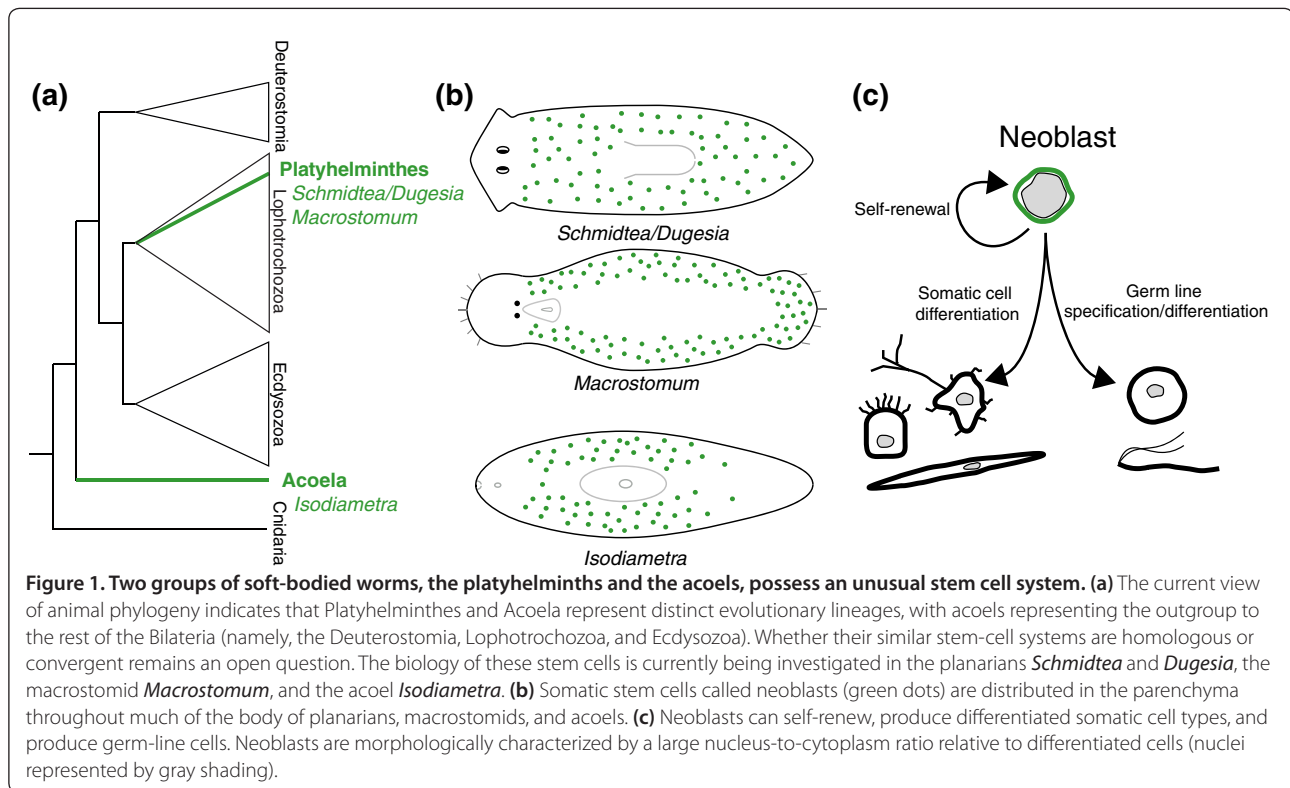 (a)
Deuterostomia
Platyhelminthes
Schmidtea/Dugesia
Macrostomum
Lophotrochozoa
Ecdysozoa
Acoela
Isodiametra
Cnidaria
(b)
Schmidtea/Dugesia
Macrostomum
Isodiametra
(c)
Neoblast
Self-renewal
Somatic cell
differentiation
Germ line
specification/differentiation
Figure 1. Two groups of soft-bodied worms, the platyhelminths and the acoels, possess an unusual stem cell system. (a) The current view
of animal phylogeny indicates that Platyhelminthes and Acoela represent distinct evolutionary lineages, with acoels representing the outgroup to
the rest of the Bilateria (namely, the Deuterostomia, Lophotrochozoa, and Ecdysozoa). Whether their similar stem-cell systems are homologous or
convergent remains an open question. The biology of these stem cells is currently being investigated in the planarians Schmidtea and Dugesia, the
macrostomid Macrostomum, and the acoel Isodiametra. (b) Somatic stem cells called neoblasts (green dots) are distributed in the parenchyma
throughout much of the body of planarians, macrostomids, and acoels. (c) Neoblasts can self-renew, produce differentiated somatic cell types, and
produce germ-line cells. Neoblasts are morphologically characterized by a large nucleus-to-cytoplasm ratio relative to differentiated cells (nuclei
represented by gray shading).